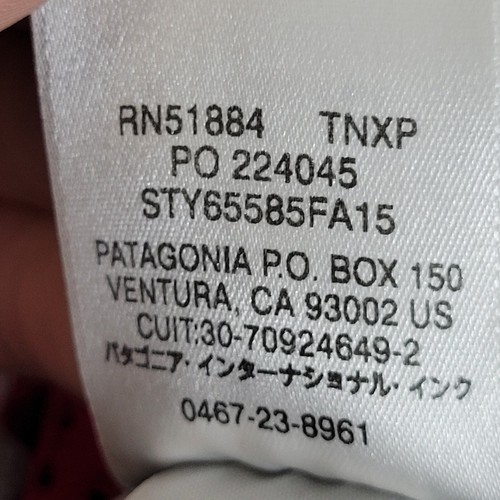 RN51884 TNXP
PO 224045
STY65585FA15
PATAGONIA P.O. BOX 150
VENTURA, CA 93002 US
CUIT:30-70924649-2
パタゴニア・インターナショナル・インク
0467-23-8961